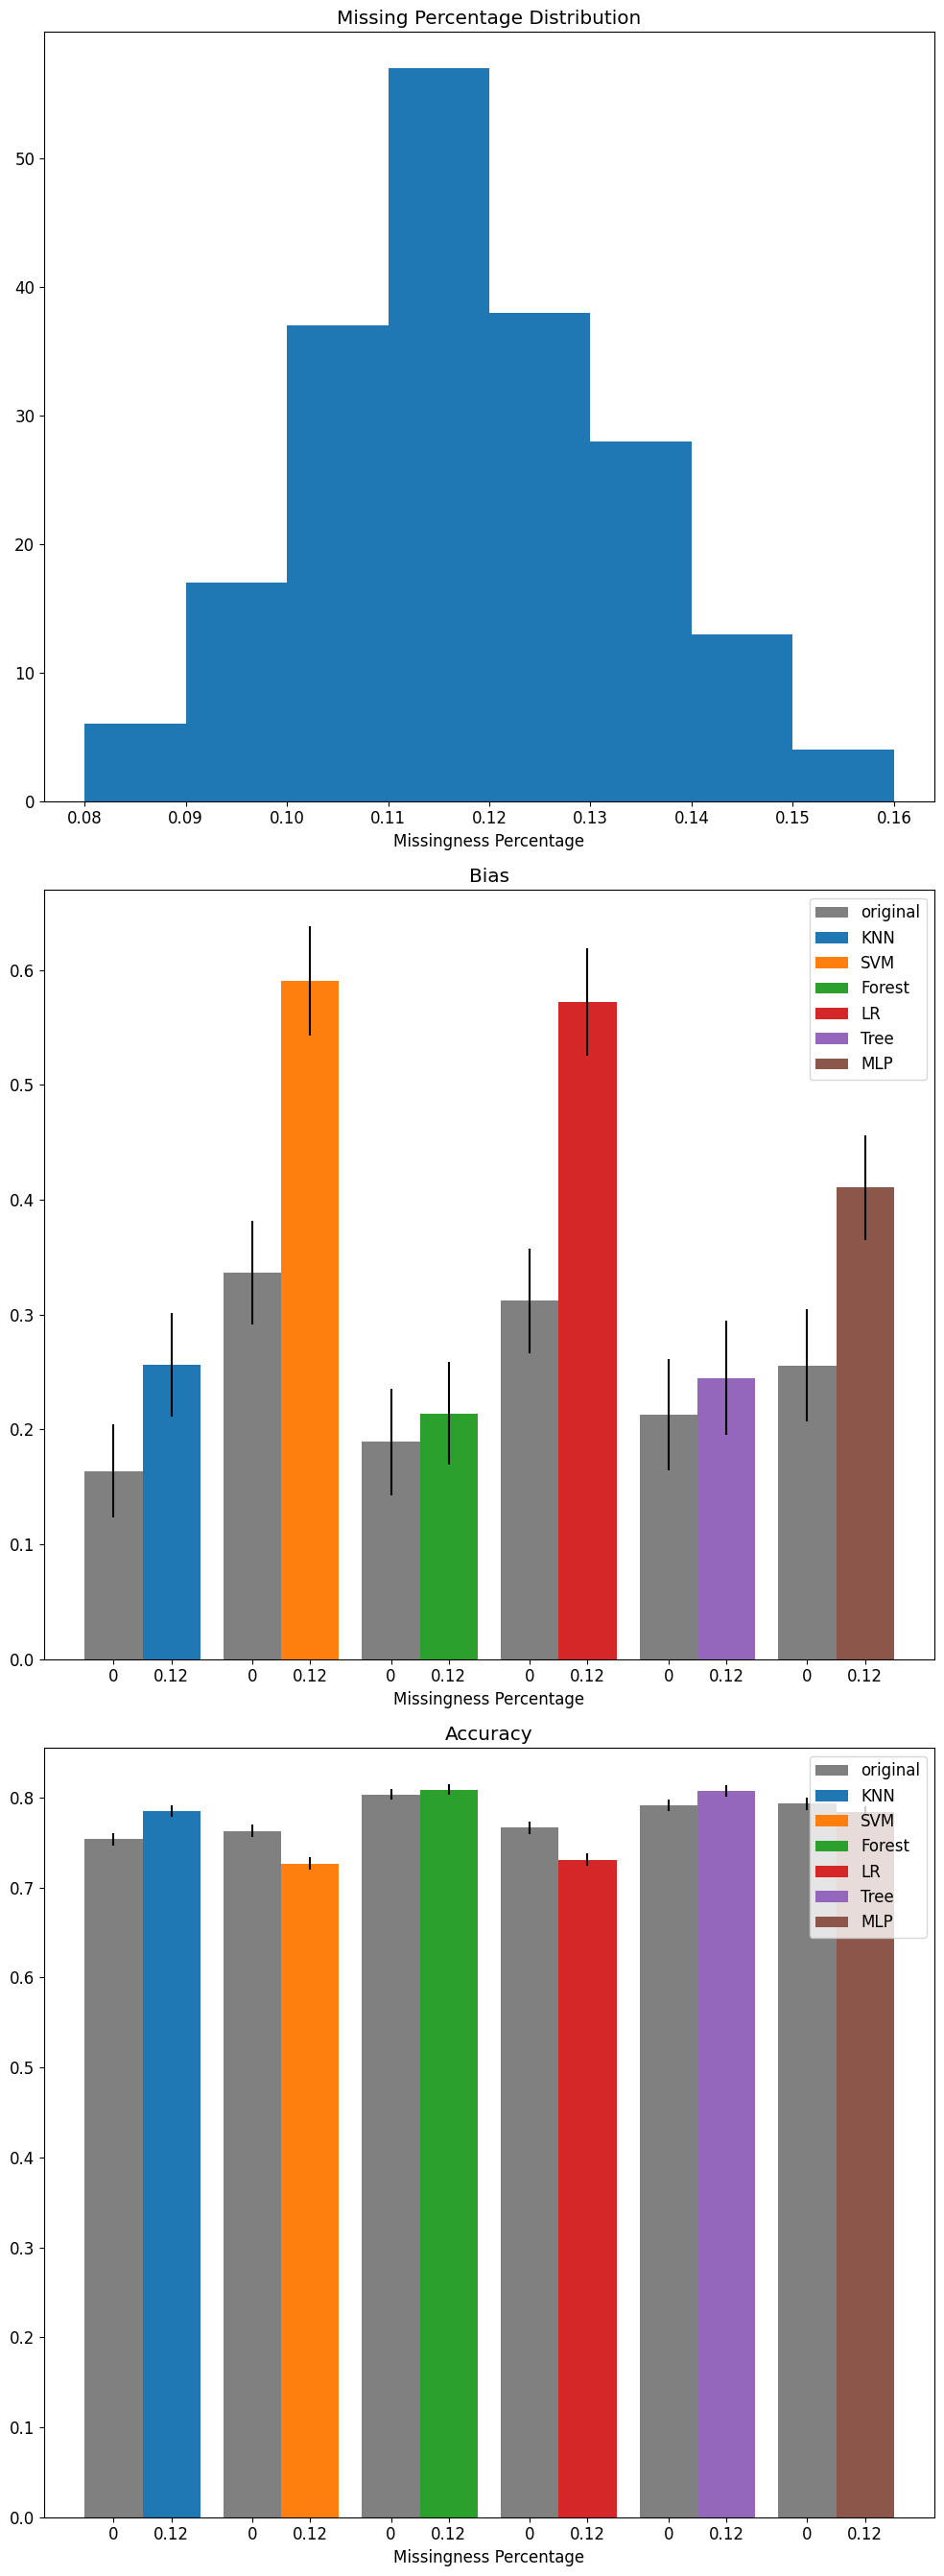 Missing Percentage Distribution
50
40
30
20
10
0
0.08 0.09 0.10 0.11 0.12 0.13 0.14 0.15 0.16
Missingness Percentage
Bias
original
KNN
SVM
Forest
LR
Tree
MLP
0.6
0.5
0.4
0.3
0.2
0.1
0.0
0 0.12 0 0.12 0 0.12 0 0.12 0 0.12 0 0.12
Missingness Percentage
Accuracy
original
KNN
SVM
Forest
LR
Tree
MLP
0.8
0.7
0.6
0.5
0.4
0.3
0.2
0.1
0.0
0 0.12 0 0.12 0 0.12 0 0.12 0 0.12 0 0.12
Missingness Percentage